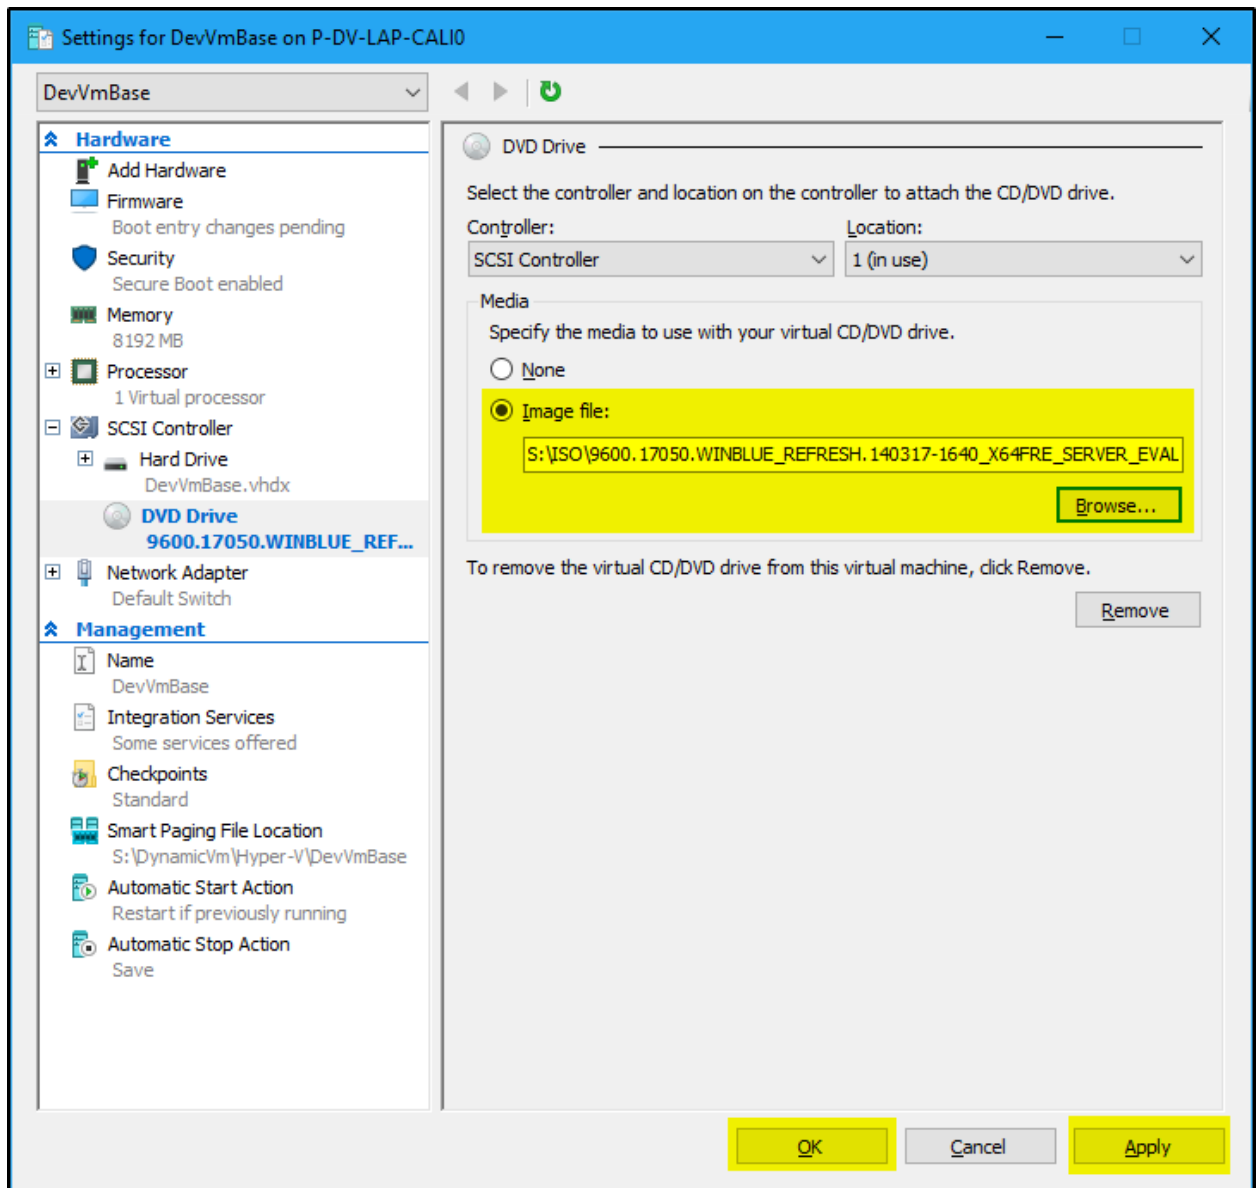 Settings for DevVmBase on P-DV-LAP-CALI0
DevVmBase
Hardware
Add Hardware
Firmware
Boot entry changes pending
Security
Secure Boot enabled
Memory
8192 MB
Processor
1 Virtual processor
SCSI Controller
Hard Drive
DevVmBase.vhdx
DVD Drive
9600.17050.WINBLUE_REF...
Network Adapter
Default Switch
Management
Name
DevVmBase
Integration Services
Some services offered
Checkpoints
Standard
Smart Paging File Location
S:\DynamicVm\Hyper-V\DevVmBase
Automatic Start Action
Restart if previously running
Automatic Stop Action
Save
DVD Drive
Select the controller and location on the controller to attach the CD/DVD drive.
Controller: Location:
SCSI Controller 1 (in use)
Media
Specify the media to use with your virtual CD/DVD drive.
None
Image file:
S:\ISO\9600.17050.WINBLUE_REFRESH.140317-1640_X64FRE_SERVER_EVAL
Browse...
To remove the virtual CD/DVD drive from this virtual machine, click Remove.
Remove
OK Cancel Apply